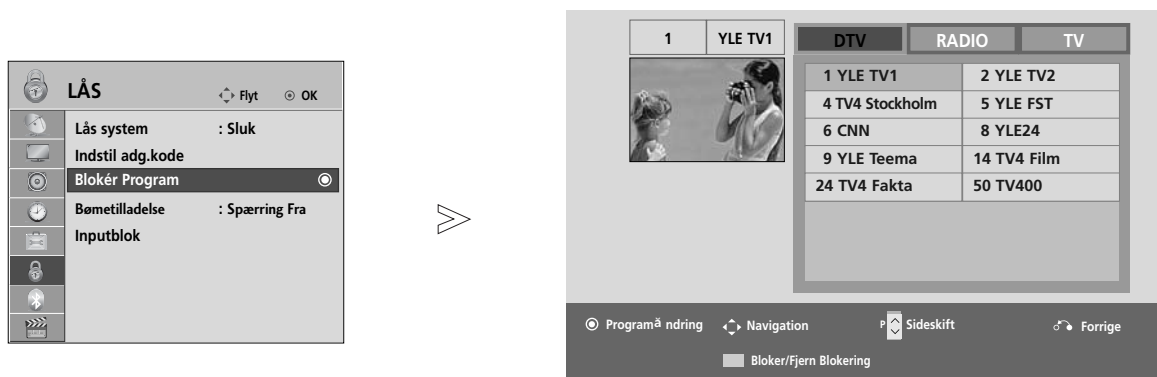 LÅS
Flyt
OK
Lås system : Sluk
Indstil adg.kode
Blokér Program
Bømetilladelse : Spærring Fra
Inputblok
1 YLE TV1
DTV RADIO TV
1 YLE TV1 2 YLE TV2
4 TV4 Stockholm 5 YLE FST
6 CNN 8 YLE24
9 YLE Teema 14 TV4 Film
24 TV4 Fakta 50 TV400
Programă ndring Navigation P Sideskift Forrige
Bloker/Fjern Blokering